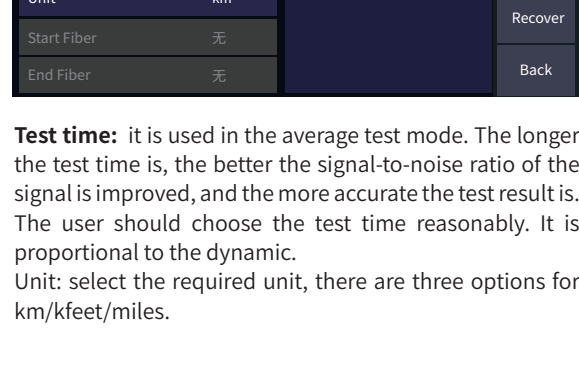 Unit km
Recover
Start Fiber 无
End Fiber 无
Back
Test time: it is used in the average test mode. The longer
the test time is, the better the signal-to-noise ratio of the
signal is improved, and the more accurate the test result is.
The user should choose the test time reasonably. It is
proportional to the dynamic.
Unit: select the required unit, there are three options for
km/kfeet/miles.